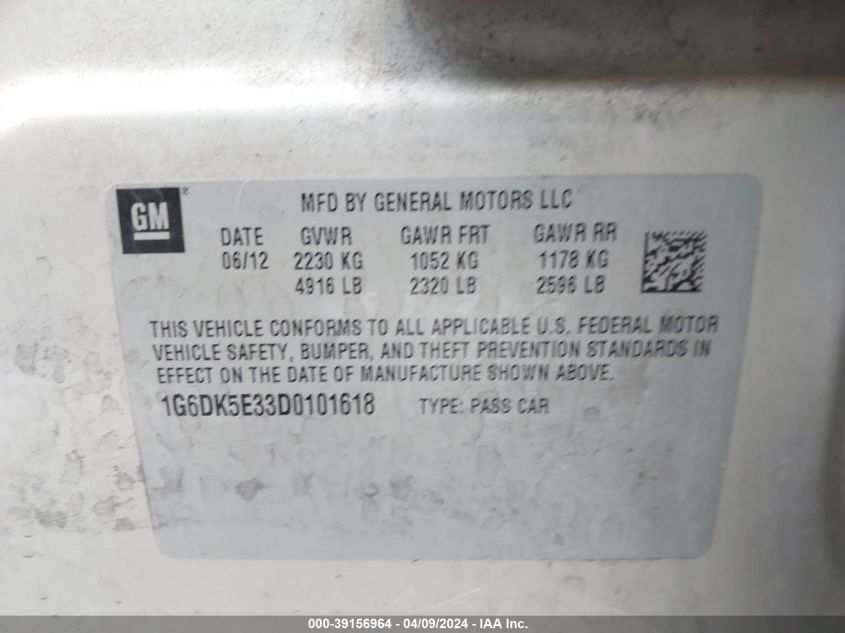 GM ®
MFD BY GENERAL MOTORS LLC
DATE GVWR GAWR FRT GAWR RR
06/12 2230 KG 1052 KG 1178 KG
4916 LB 2320 LB 2596 LB
THIS VEHICLE CONFORMS TO ALL APPLICABLE U.S. FEDERAL MOTOR
VEHICLE SAFETY, BUMPER, AND THEFT PREVENTION STANDARDS IN
EFFECT ON THE DATE OF MANUFACTURE SHOWN ABOVE.
1G6DK5E33D0101618 TYPE: PASS CAR
000-39156964 - 04/09/2024 - IAA Inc.